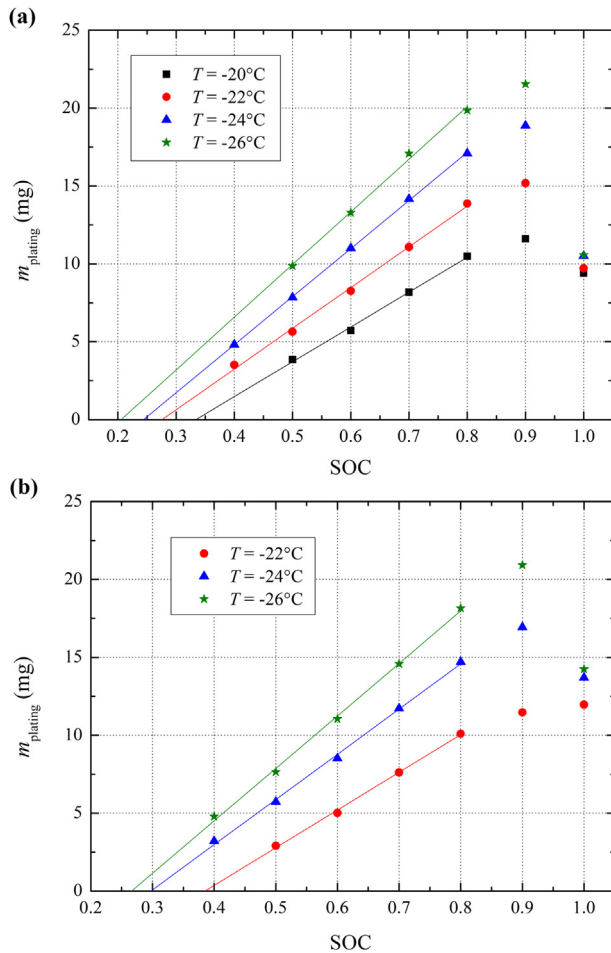 (a)
25
20
15
10
5
0
m_plating (mg)
T = -20°C
T = -22°C
T = -24°C
T = -26°C
0.2 0.3 0.4 0.5 0.6 0.7 0.8 0.9 1.0
SOC
(b)
25
20
15
10
5
0
m_plating (mg)
T = -22°C
T = -24°C
T = -26°C
0.2 0.3 0.4 0.5 0.6 0.7 0.8 0.9 1.0
SOC